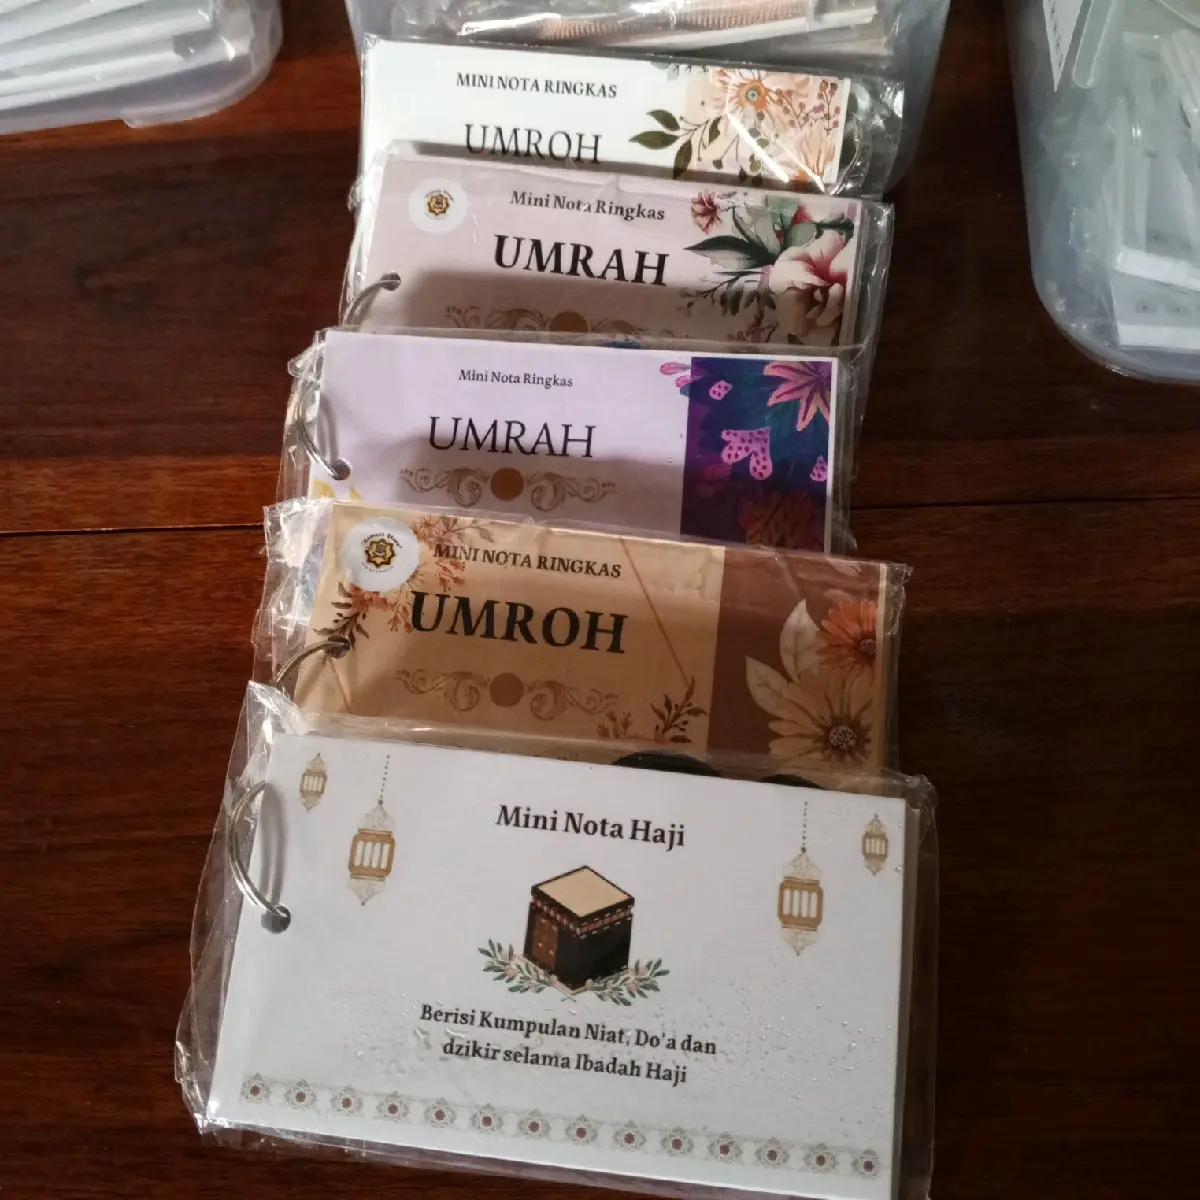 MINI NOTA RINGKAS
UMROH
Mini Nota Ringkas
UMRAH
Mini Nota Ringkas
UMRAH
MINI NOTA RINGKAS
UMROH
Mini Nota Haji
Berisi Kumpulan Niat, Do'a dan
dzikir selama Ibadah Haji